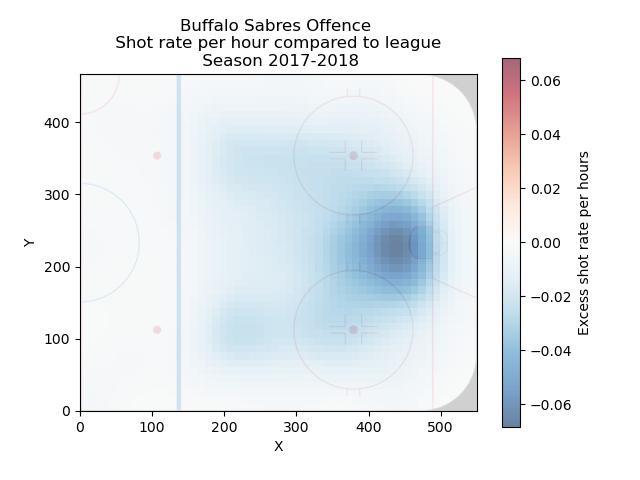 Buffalo Sabres Offence
Shot rate per hour compared to league
Season 2017-2018
Y
400
300
200
100
0
0 100 200 300 400 500
X
0.06
0.04
0.02
0.00
−0.02
−0.04
−0.06
Excess shot rate per hours